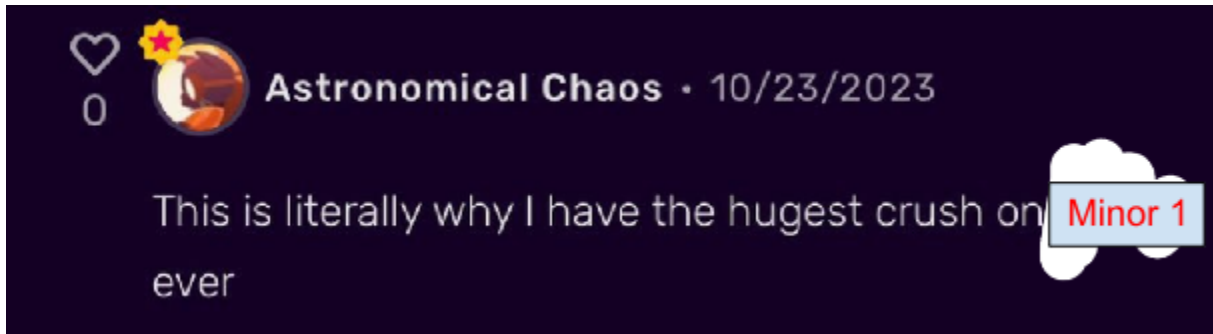 Astronomical Chaos • 10/23/2023
0
This is literally why I have the hugest crush on Minor 1
ever